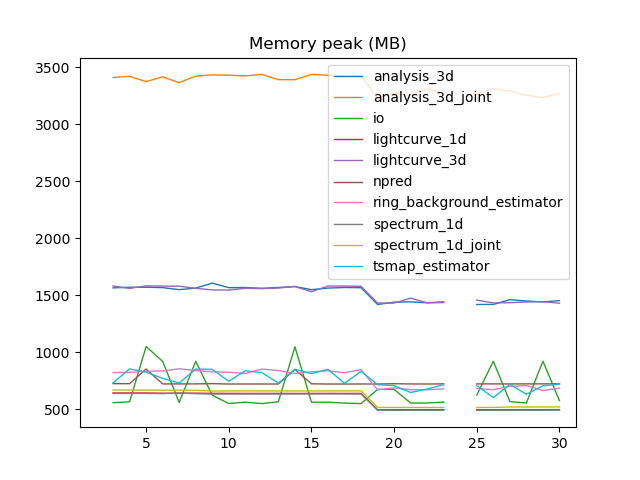 Memory peak (MB)
3500
3000
2500
2000
1500
1000
500
5
10
15
20
25
30
analysis_3d
analysis_3d_joint
io
lightcurve_1d
lightcurve_3d
npred
ring_background_estimator
spectrum_1d
spectrum_1d_joint
tsmap_estimator